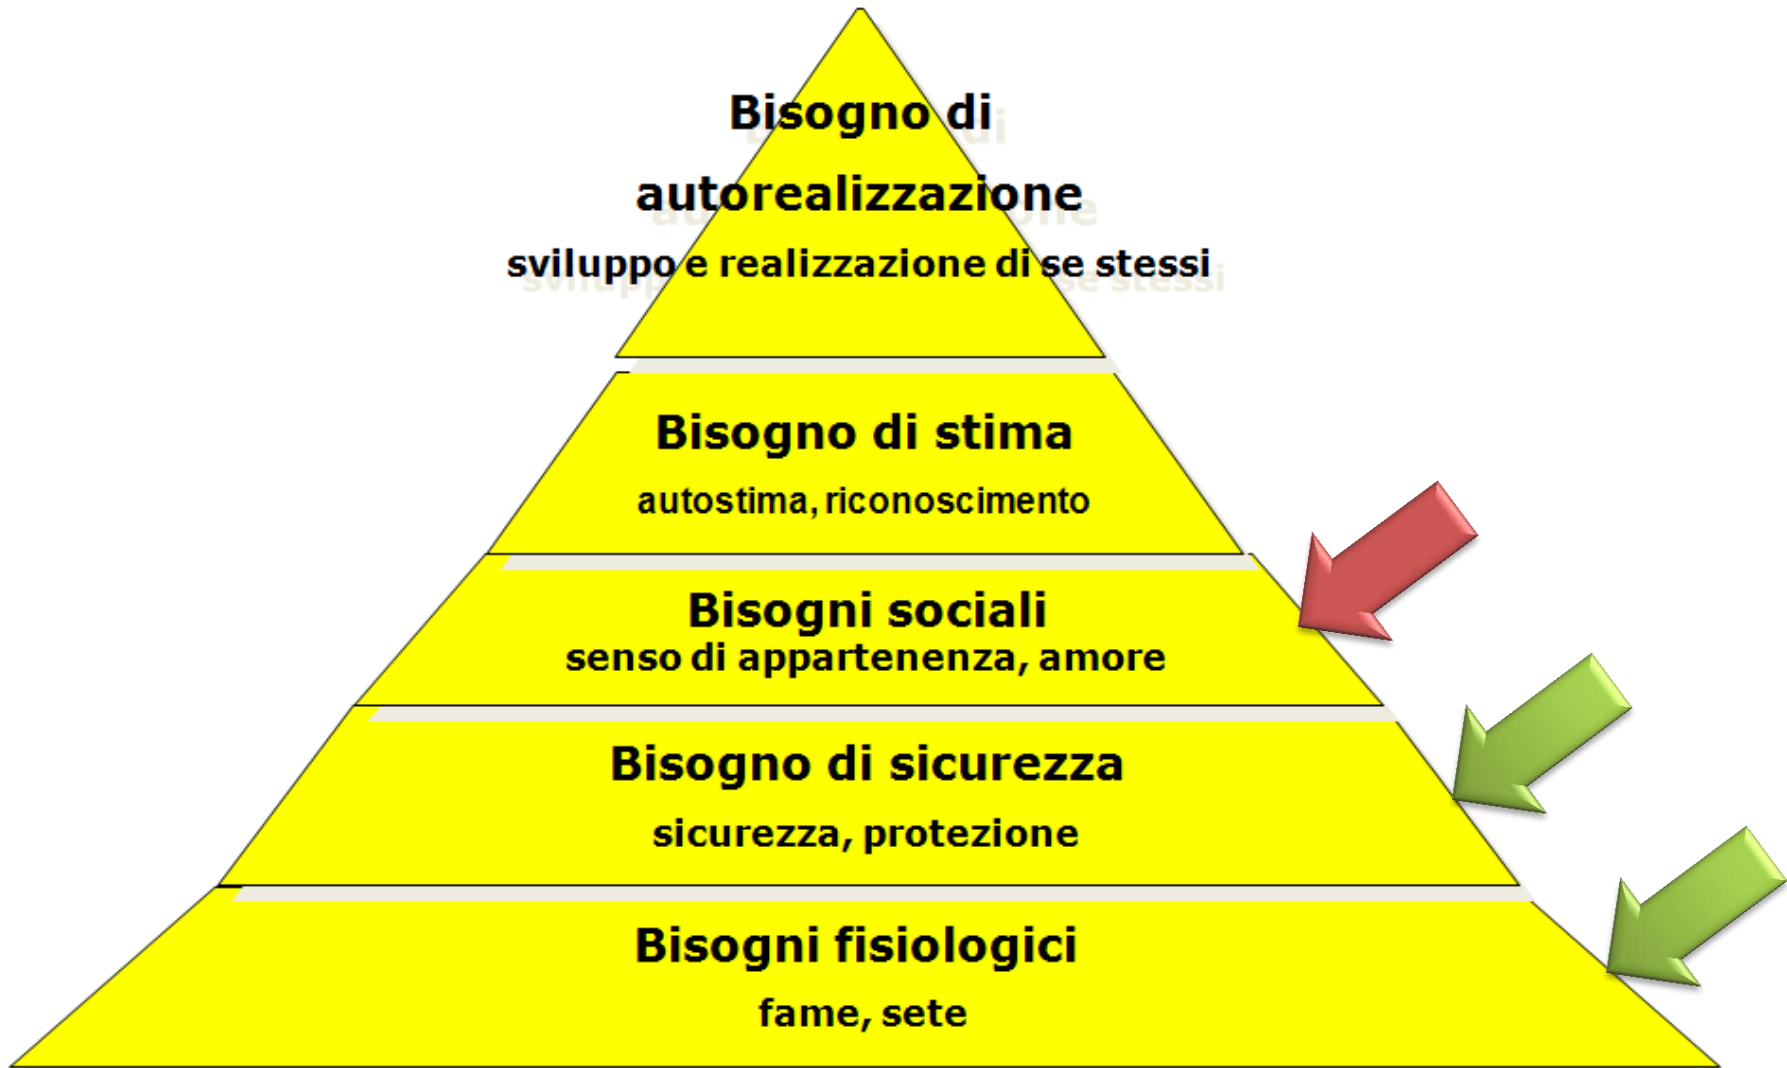 Bisogno di
autorealizzazione
sviluppo e realizzazione di se stessi
Bisogno di stima
autostima, riconoscimento
Bisogni sociali
senso di appartenenza, amore
Bisogno di sicurezza
sicurezza, protezione
Bisogni fisiologici
fame, sete